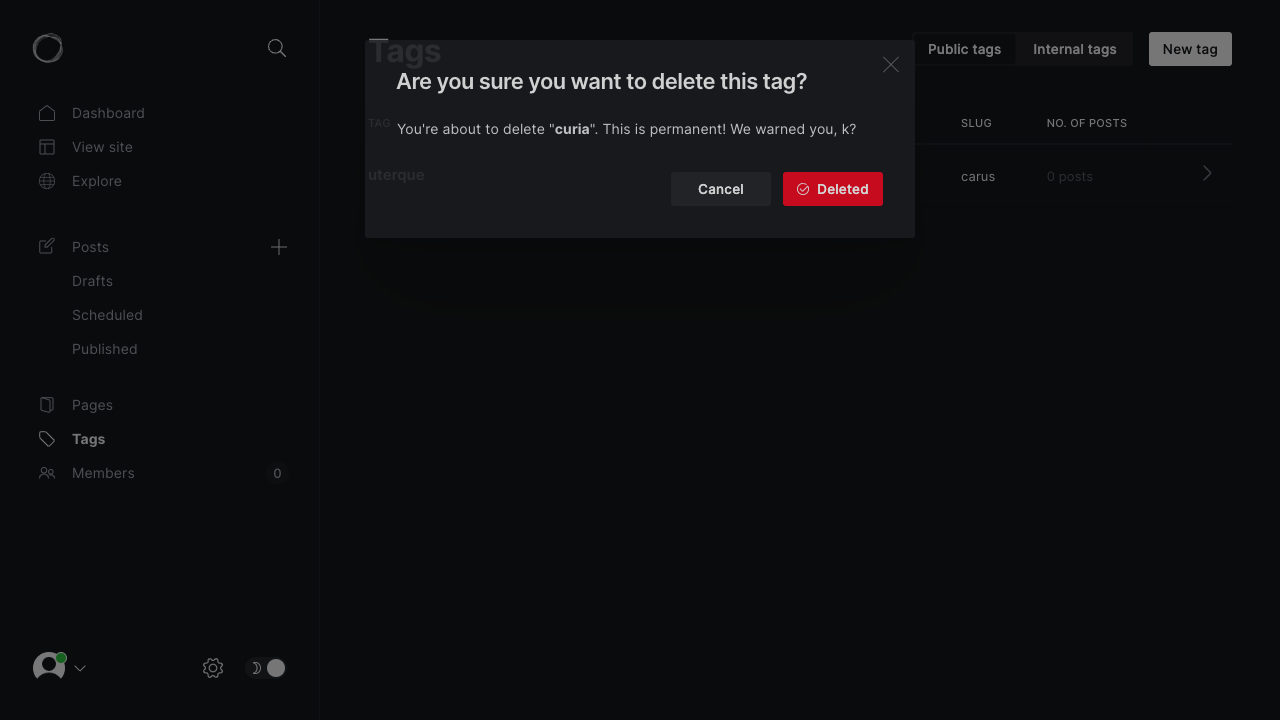 Tags
Public tags
Internal tags
New tag
Are you sure you want to delete this tag?
Dashboard
TAG
SLUG
NO. OF POSTS
You're about to delete "curia". This is permanent! We warned you, k?
View site
uterque
carus
0 posts
Explore
Cancel
Deleted
Posts
Drafts
Scheduled
Published
Pages
Tags
Members
0